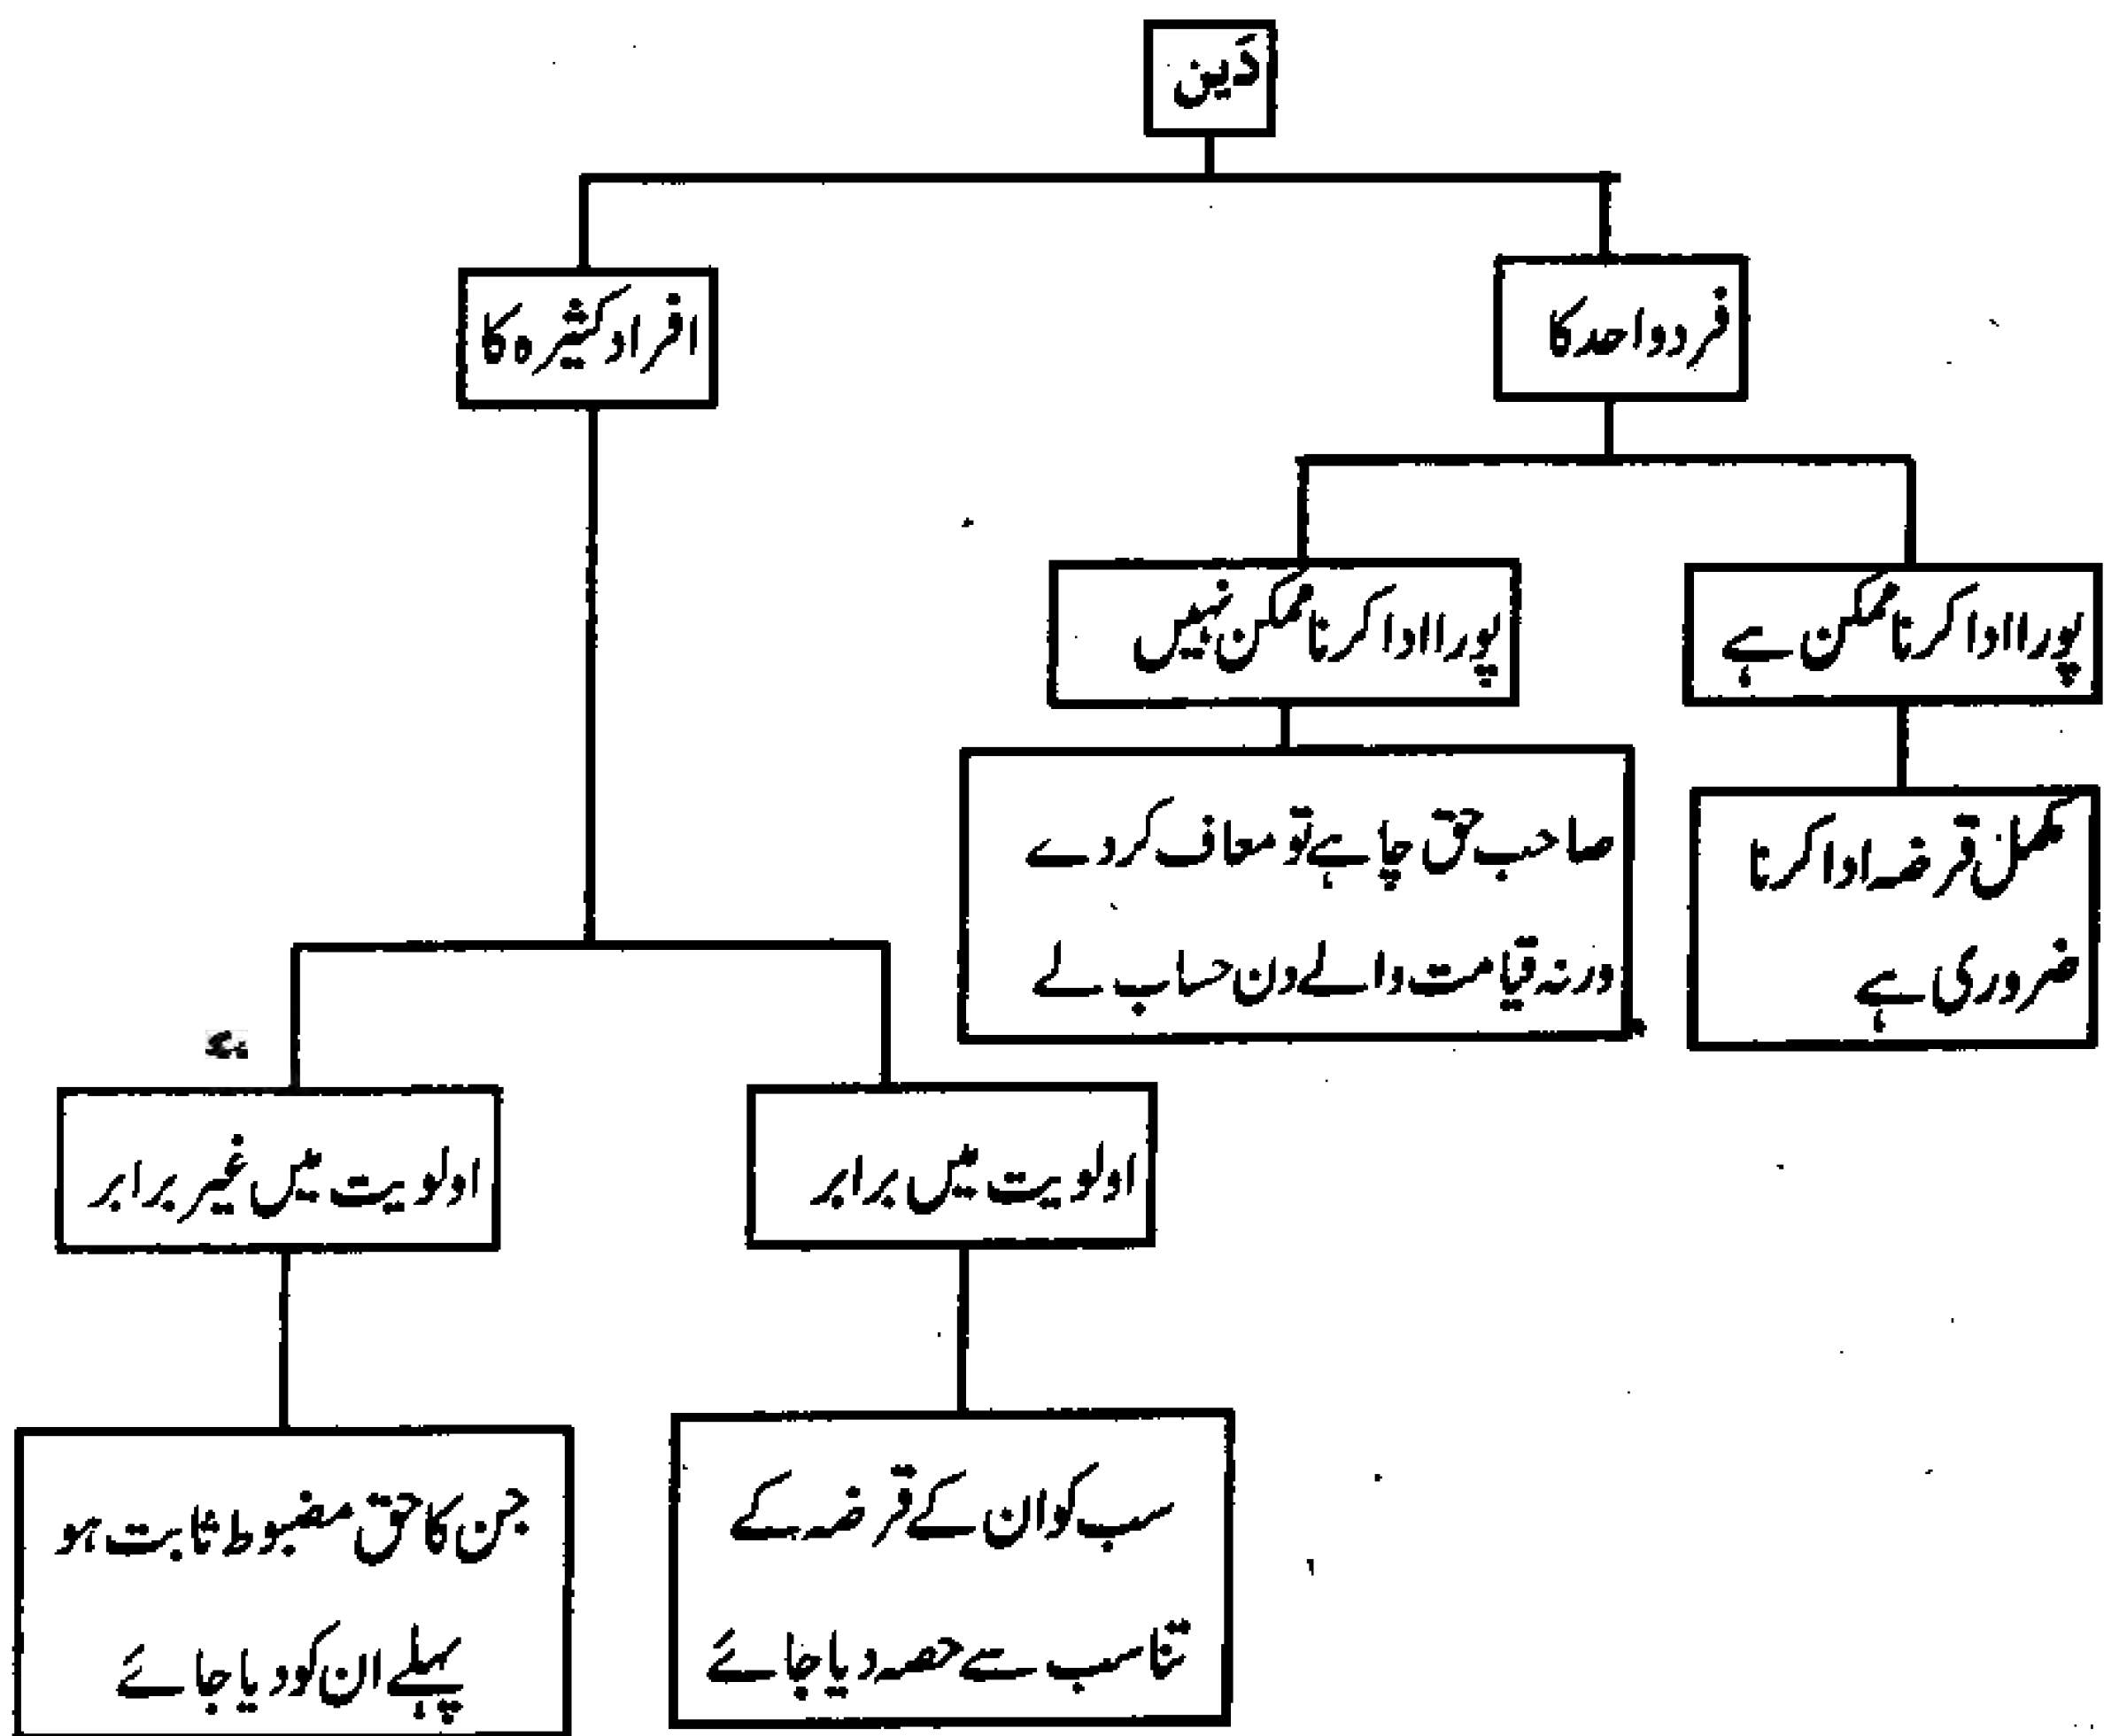 دَین
فردواحد کا
افراد کثیرہ کا
پورا ادا کرنا ممکن ہے
پورا ادا کرنا ممکن نہیں
مکمل قرضہ ادا کرنا
ضروری ہے
صاحب حق چاہے تو معاف کردے
ورنہ قیامت والے دن حساب لے
اولویت میں برابر
اولویت میں غیر برابر
سب کو ان کے قرضہ کے
تناسب سے حصہ دیا جائے
جن کا حق مضبوط ثابت ہو
پہلے ان کو دیا جائے